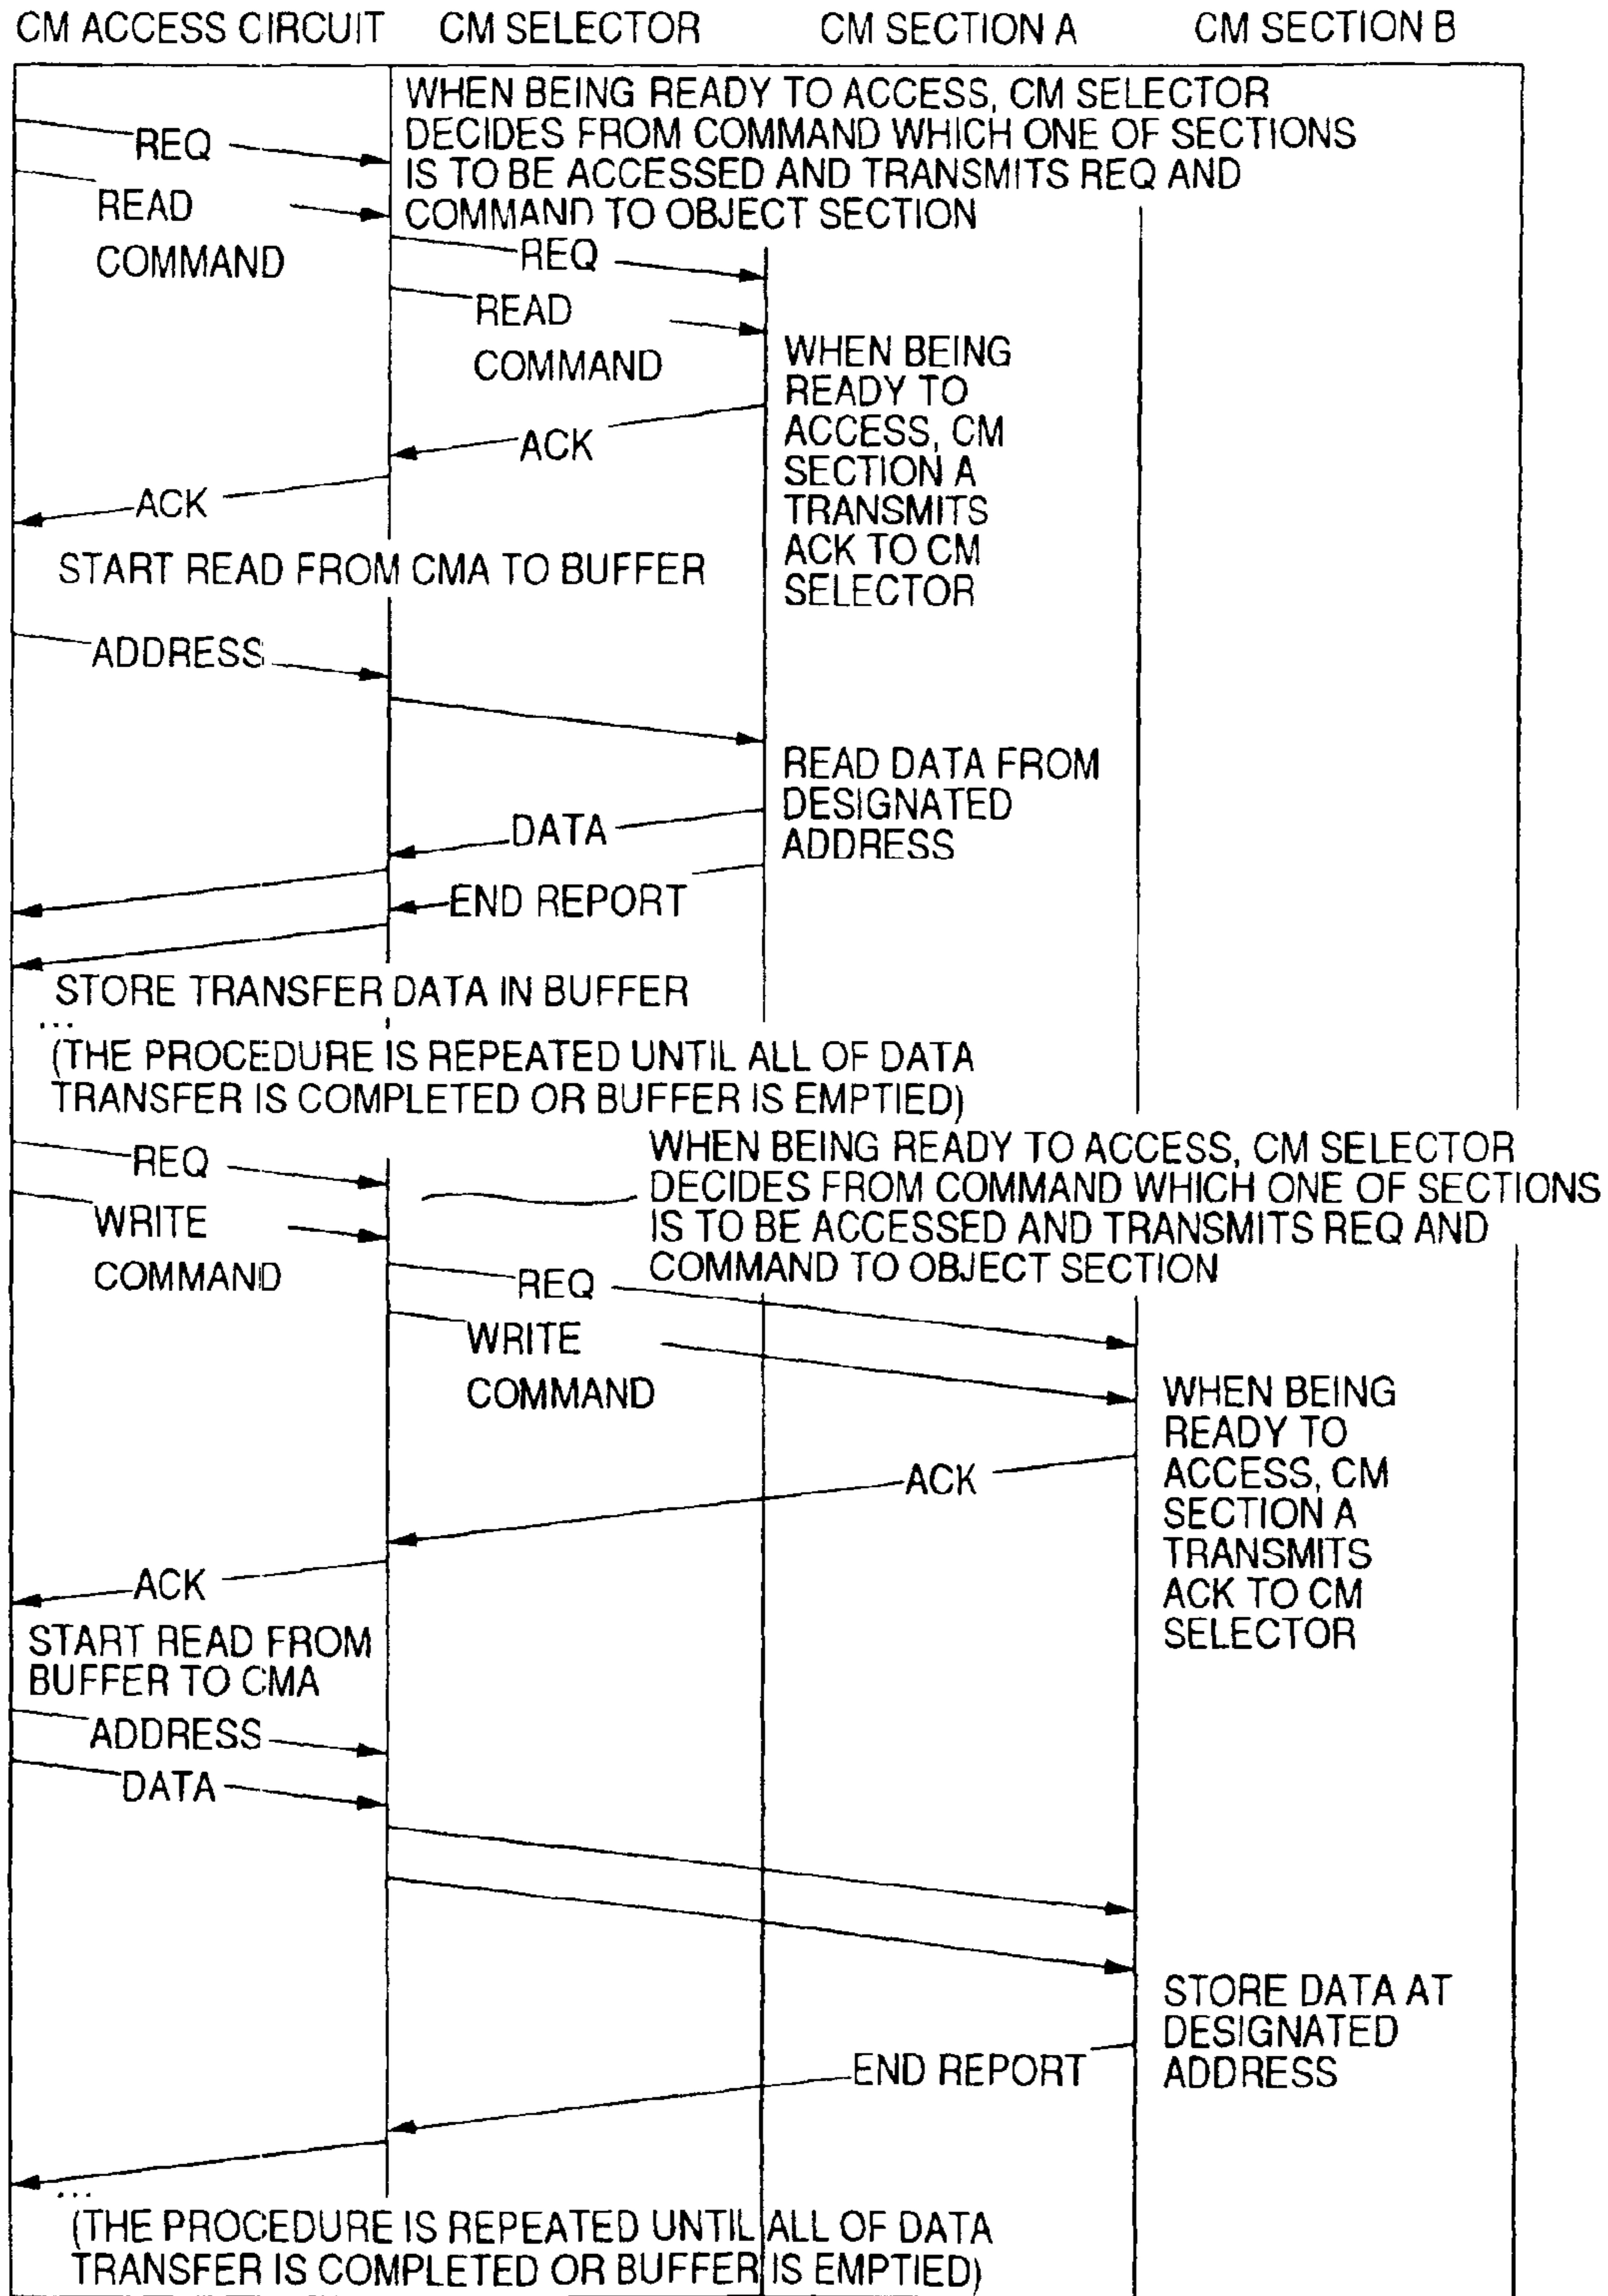 CM ACCESS CIRCUIT CM SELECTOR CM SECTION A CM SECTION B
WHEN BEING READY TO ACCESS, CM SELECTOR
DECIDES FROM COMMAND WHICH ONE OF SECTIONS
IS TO BE ACCESSED AND TRANSMITS REQ AND
COMMAND TO OBJECT SECTION
REQ
READ
COMMAND
REQ
READ
COMMAND
WHEN BEING
READY TO
ACCESS, CM
SECTION A
TRANSMITS
ACK TO CM
SELECTOR
ACK
ACK
START READ FROM CMA TO BUFFER
ADDRESS
READ DATA FROM
DESIGNATED
ADDRESS
DATA
END REPORT
STORE TRANSFER DATA IN BUFFER
...
(THE PROCEDURE IS REPEATED UNTIL ALL OF DATA
TRANSFER IS COMPLETED OR BUFFER IS EMPTIED)
REQ
WRITE
COMMAND
WHEN BEING READY TO ACCESS, CM SELECTOR
DECIDES FROM COMMAND WHICH ONE OF SECTIONS
IS TO BE ACCESSED AND TRANSMITS REQ AND
COMMAND TO OBJECT SECTION
REQ
WRITE
COMMAND
WHEN BEING
READY TO
ACCESS, CM
SECTION A
TRANSMITS
ACK TO CM
SELECTOR
ACK
ACK
START READ FROM
BUFFER TO CMA
ADDRESS
DATA
STORE DATA AT
DESIGNATED
ADDRESS
END REPORT
...
(THE PROCEDURE IS REPEATED UNTIL ALL OF DATA
TRANSFER IS COMPLETED OR BUFFER IS EMPTIED)